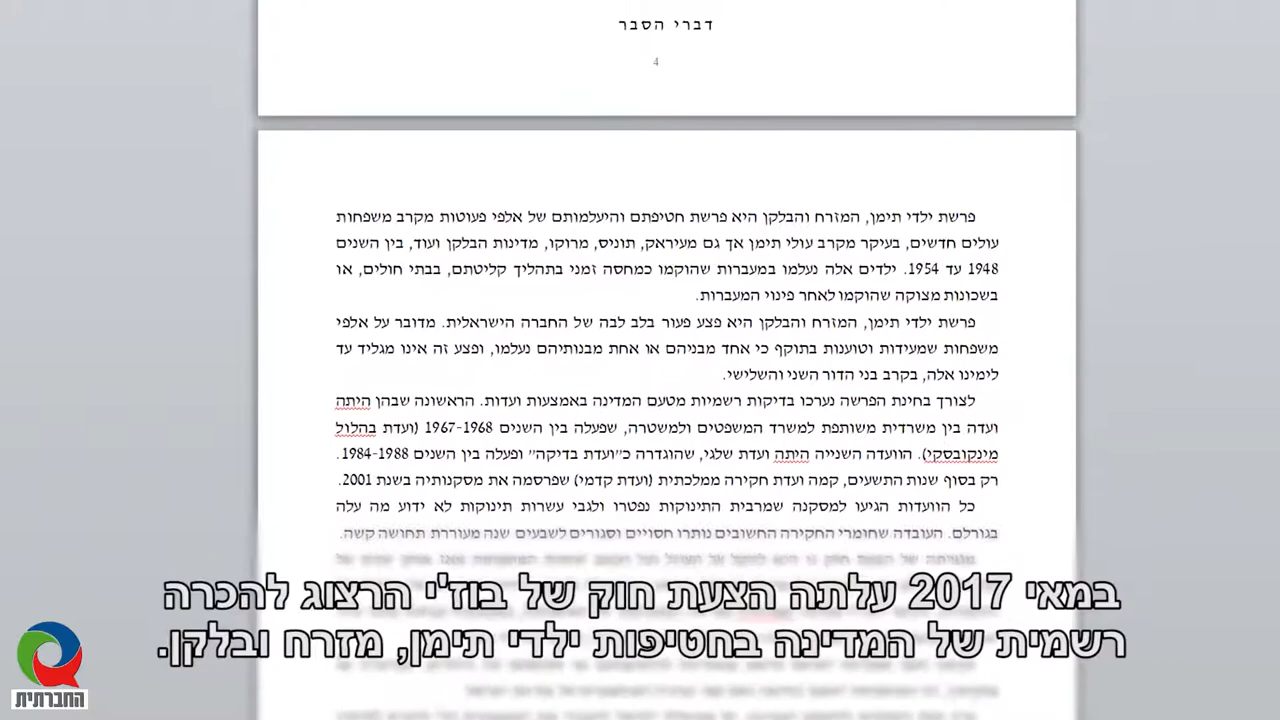 דברי הסבר
4
פרשת ילדי תימן, המזרח והבלקן היא פרשת חטיפתם והיעלמותם של אלפי פעוטות מקרב משפחות
עולים חדשים, בעיקר מקרב עולי תימן אך גם מעיראק, תוניס, מרוקו, מדינות הבלקן ועוד, בין השנים
1948 עד 1954. ילדים אלה נעלמו במעברות שהוקמו כמחסה זמני בתהליך קליטתם, בבתי חולים, או
בשכונות מצוקה שהוקמו לאחר פינוי המעברות.
פרשת ילדי תימן, המזרח והבלקן היא פצע פעור בלב לבה של החברה הישראלית. מדובר על אלפי
משפחות שמעידות וטוענות בתוקף כי אחד מבניהם או אחת מבנותיהם נעלמו, ופצע זה אינו מגליד עד
לימינו אלה, בקרב בני הדור השני והשלישי.
לצורך בחינת הפרשה נערכו בדיקות רשמיות מטעם המדינה באמצעות ועדות. הראשונה שבהן היתה
ועדה בין משרדית משותפת למשרד המשפטים ולמשטרה, שפעלה בין השנים 1967-1968 (ועדת בהלול
מינקובסקי). הוועדה השנייה היתה ועדת שלגי, שהוגדרה כ"ועדת בדיקה" ופעלה בין השנים 1984-1988.
רק בסוף שנות התשעים, קמה ועדת חקירה ממלכתית (ועדת קדמי) שפרסמה את מסקנותיה בשנת 2001.
כל הוועדות הגיעו למסקנה שמרבית התינוקות נפטרו ולגבי עשרות תינוקות לא ידוע מה עלה
בגורלם. העובדה שחומרי החקירה החשובים נותרו חסויים וסגורים לשבעים שנה מעוררת תחושה קשה.
במאי 2017 עלתה הצעת חוק של בוז'י הרצוג להכרה
רשמית של המדינה בחטיפות ילדי תימן, מזרח ובלקן.
החברתית